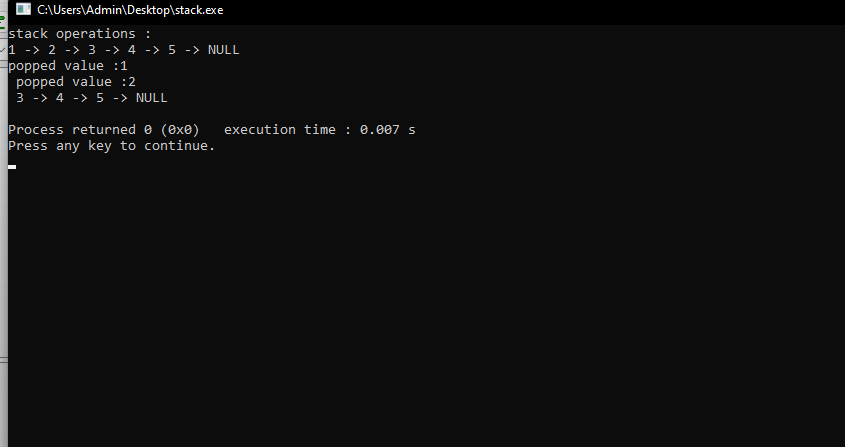 C:\Users\Admin\Desktop\stack.exe
stack operations :
1 -> 2 -> 3 -> 4 -> 5 -> NULL
popped value :1
 popped value :2
 3 -> 4 -> 5 -> NULL

Process returned 0 (0x0)   execution time : 0.007 s
Press any key to continue.